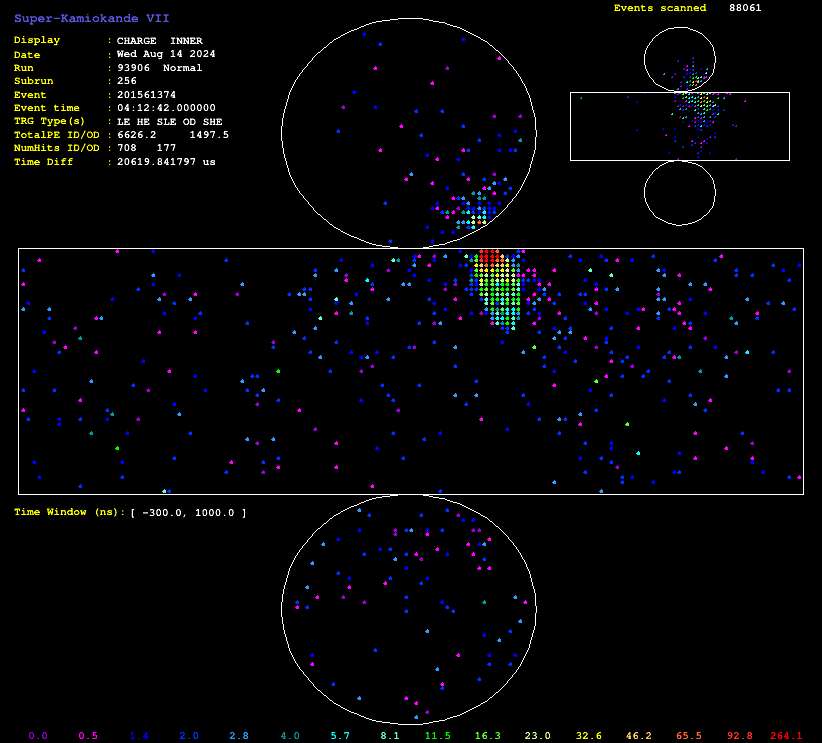 Events scanned 88061
Super-Kamiokande VII
Display : CHARGE INNER
Date : Wed Aug 14 2024
Run : 93906 Normal
Subrun : 256
Event : 201561374
Event time : 04:12:42.000000
TRG Type(s) : LE HE SLE OD SHE
TotalPE ID/OD : 6626.2 1497.5
NumHits ID/OD : 708 177
Time Diff : 20619.841797 us
Time Window (ns): [ -300.0, 1000.0 ]
0.0 0.5 1.4 2.0 2.8 4.0 5.7 8.1 11.5 16.3 23.0 32.6 46.2 65.5 92.8 264.1